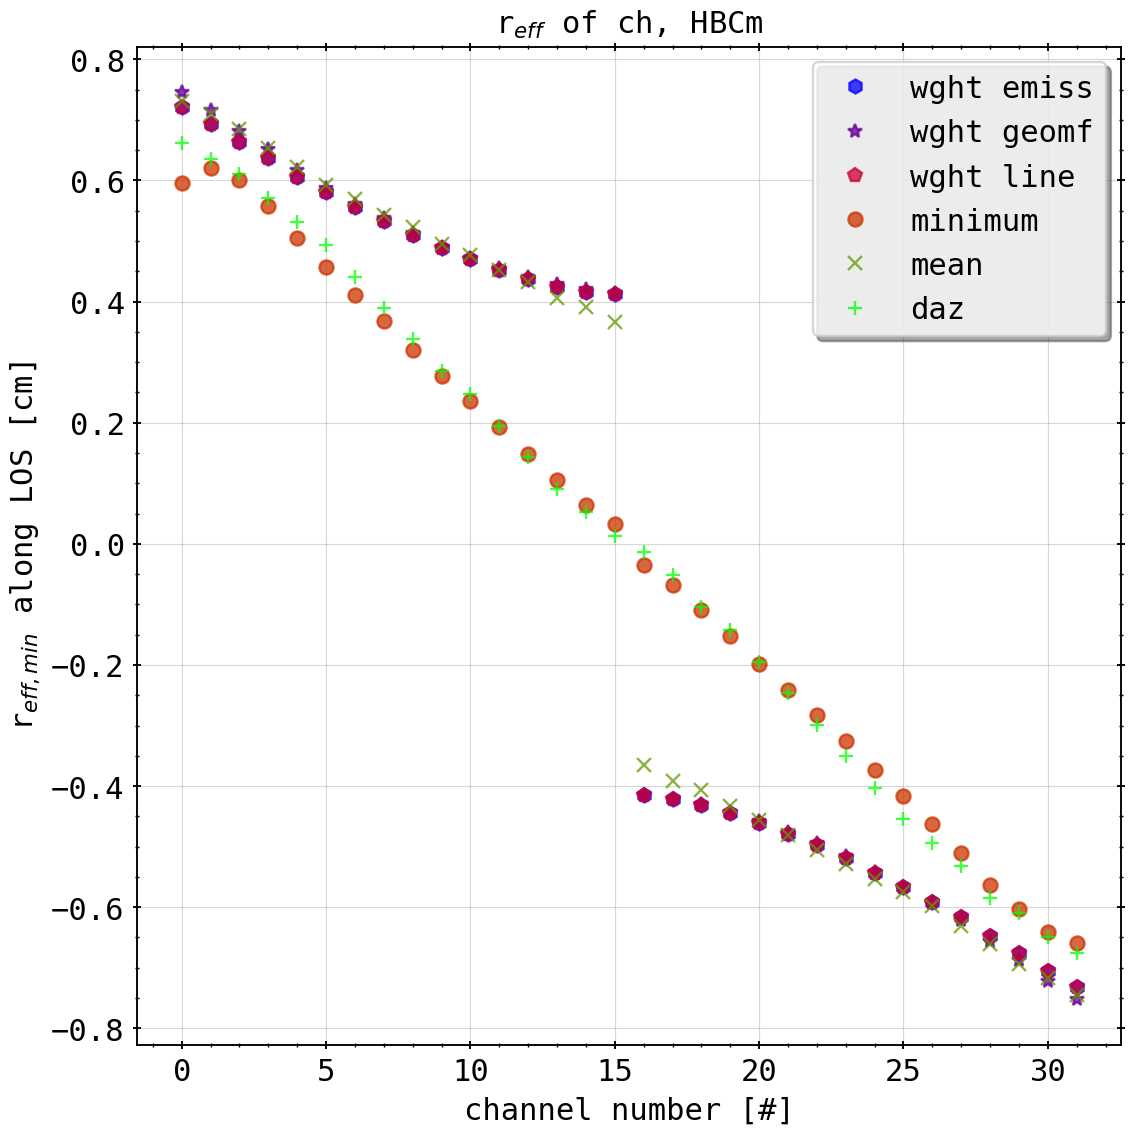 r_eff of ch, HBCm
0.8
0.6
0.4
0.2
0.0
−0.2
−0.4
−0.6
−0.8
r_eff,min along LOS [cm]
wght emiss
wght geomf
wght line
minimum
mean
daz
0 5 10 15 20 25 30
channel number [#]